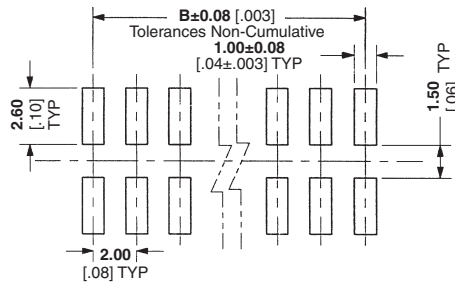 B±0.08 [.003]
Tolerances Non-Cumulative
1.00±0.08
[.04±.003] TYP
2.60
[.10]
TYP
1.50
[.06]
TYP
2.00
[.08] TYP